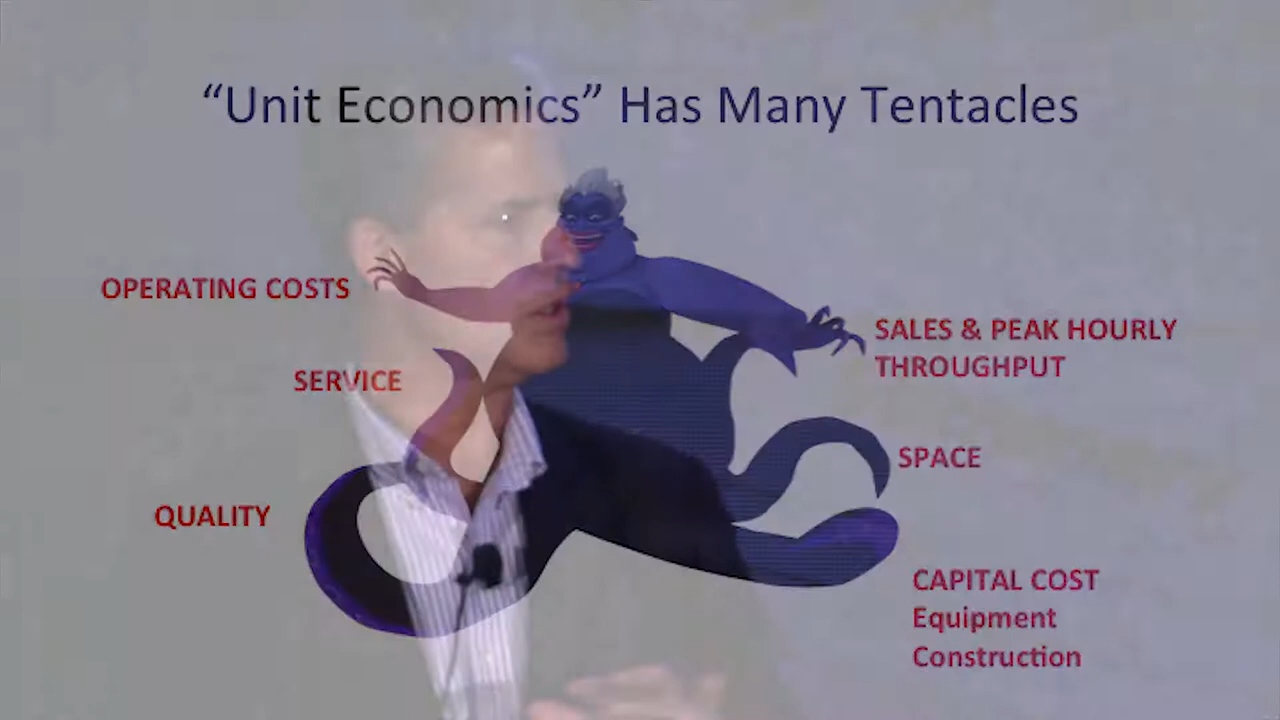 “Unit Economics” Has Many Tentacles
OPERATING COSTS
SALES & PEAK HOURLY
THROUGHPUT
SERVICE
SPACE
QUALITY
CAPITAL COST
Equipment
Construction